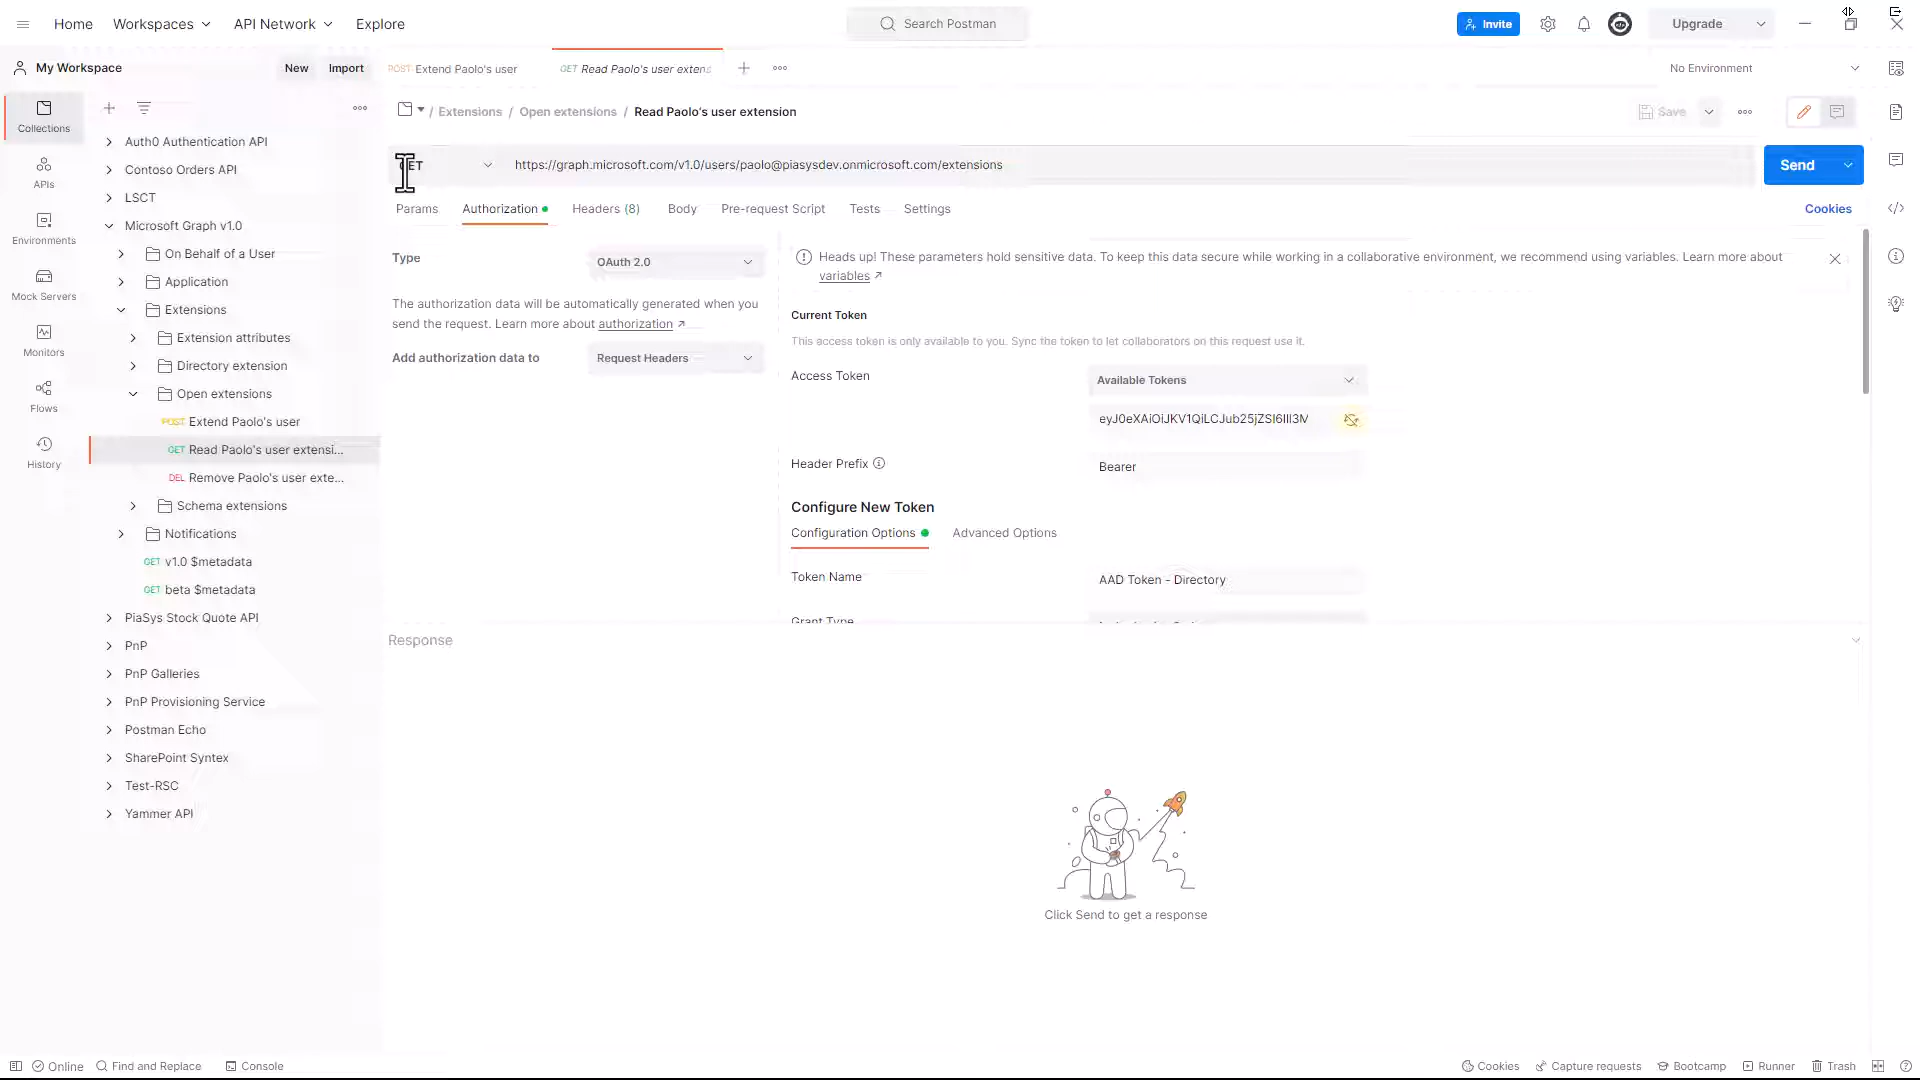 Home Workspaces API Network Explore
Search Postman
Invite
Upgrade
My Workspace
New Import
POST Extend Paolo's user
GET Read Paolo's user extens
No Environment
Collections
APIs
Environments
Mock Servers
Monitors
Flows
History
Auth0 Authentication API
Contoso Orders API
LSCT
Microsoft Graph v1.0
On Behalf of a User
Application
Extensions
Extension attributes
Directory extension
Open extensions
POST Extend Paolo's user
GET Read Paolo's user extensi...
DEL Remove Paolo's user exte...
Schema extensions
Notifications
GET v1.0 $metadata
GET beta $metadata
PiaSys Stock Quote API
PnP
PnP Galleries
PnP Provisioning Service
Postman Echo
SharePoint Syntex
Test-RSC
Yammer API
/ Extensions / Open extensions / Read Paolo's user extension
Save
GET https://graph.microsoft.com/v1.0/users/paolo@piasysdev.onmicrosoft.com/extensions
Send
Params Authorization Headers (8) Body Pre-request Script Tests Settings
Cookies
Type
OAuth 2.0
The authorization data will be automatically generated when you
send the request. Learn more about authorization ↗
Add authorization data to
Request Headers
Heads up! These parameters hold sensitive data. To keep this data secure while working in a collaborative environment, we recommend using variables. Learn more about
variables ↗
Current Token
This access token is only available to you. Sync the token to let collaborators on this request use it.
Access Token
Available Tokens
Header Prefix
Bearer
Configure New Token
Configuration Options Advanced Options
Token Name
AAD Token - Directory
Grant Type
Response
Click Send to get a response
Online Find and Replace Console
Cookies Capture requests Bootcamp Runner Trash